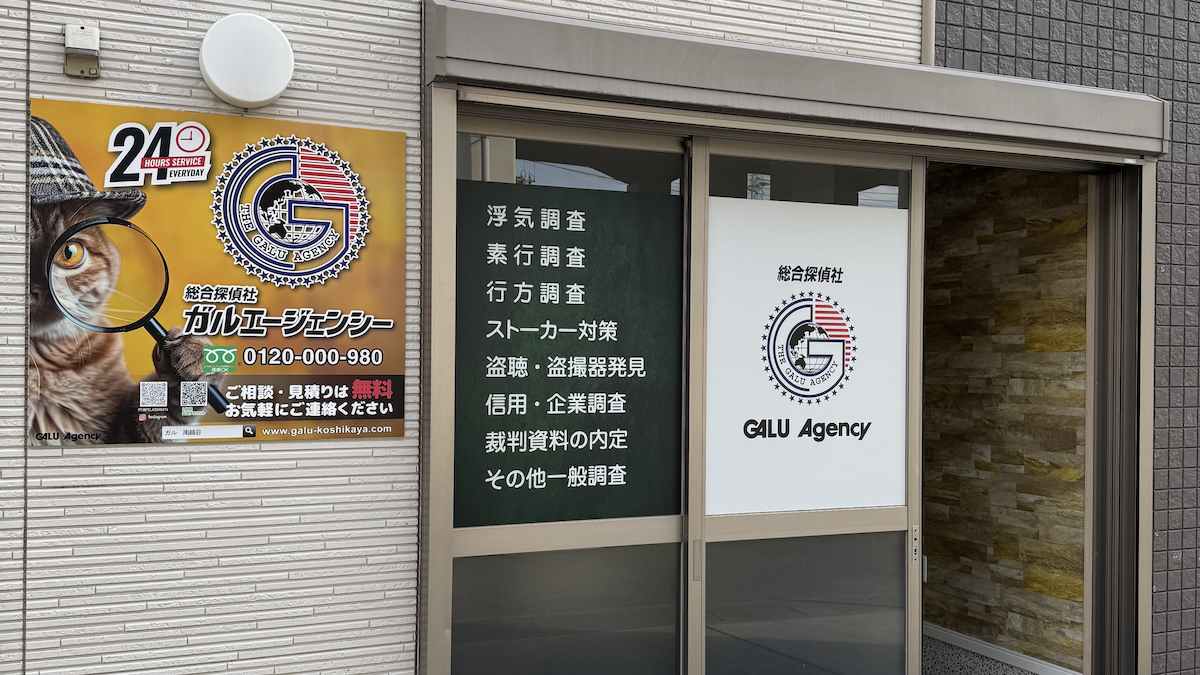 24
HOURS SERVICE
EVERYDAY
THE GALU AGENCY
総合探偵社
ガルエージェンシー
0120-000-980
ご相談・見積りは無料
お気軽にご連絡ください
Instagram
GALU Agency
www.galu-koshikaya.com
浮気調査
素行調査
行方調査
ストーカー対策
盗聴・盗撮器発見
信用・企業調査
裁判資料の内定
その他一般調査
総合探偵社
THE GALU AGENCY
GALU Agency